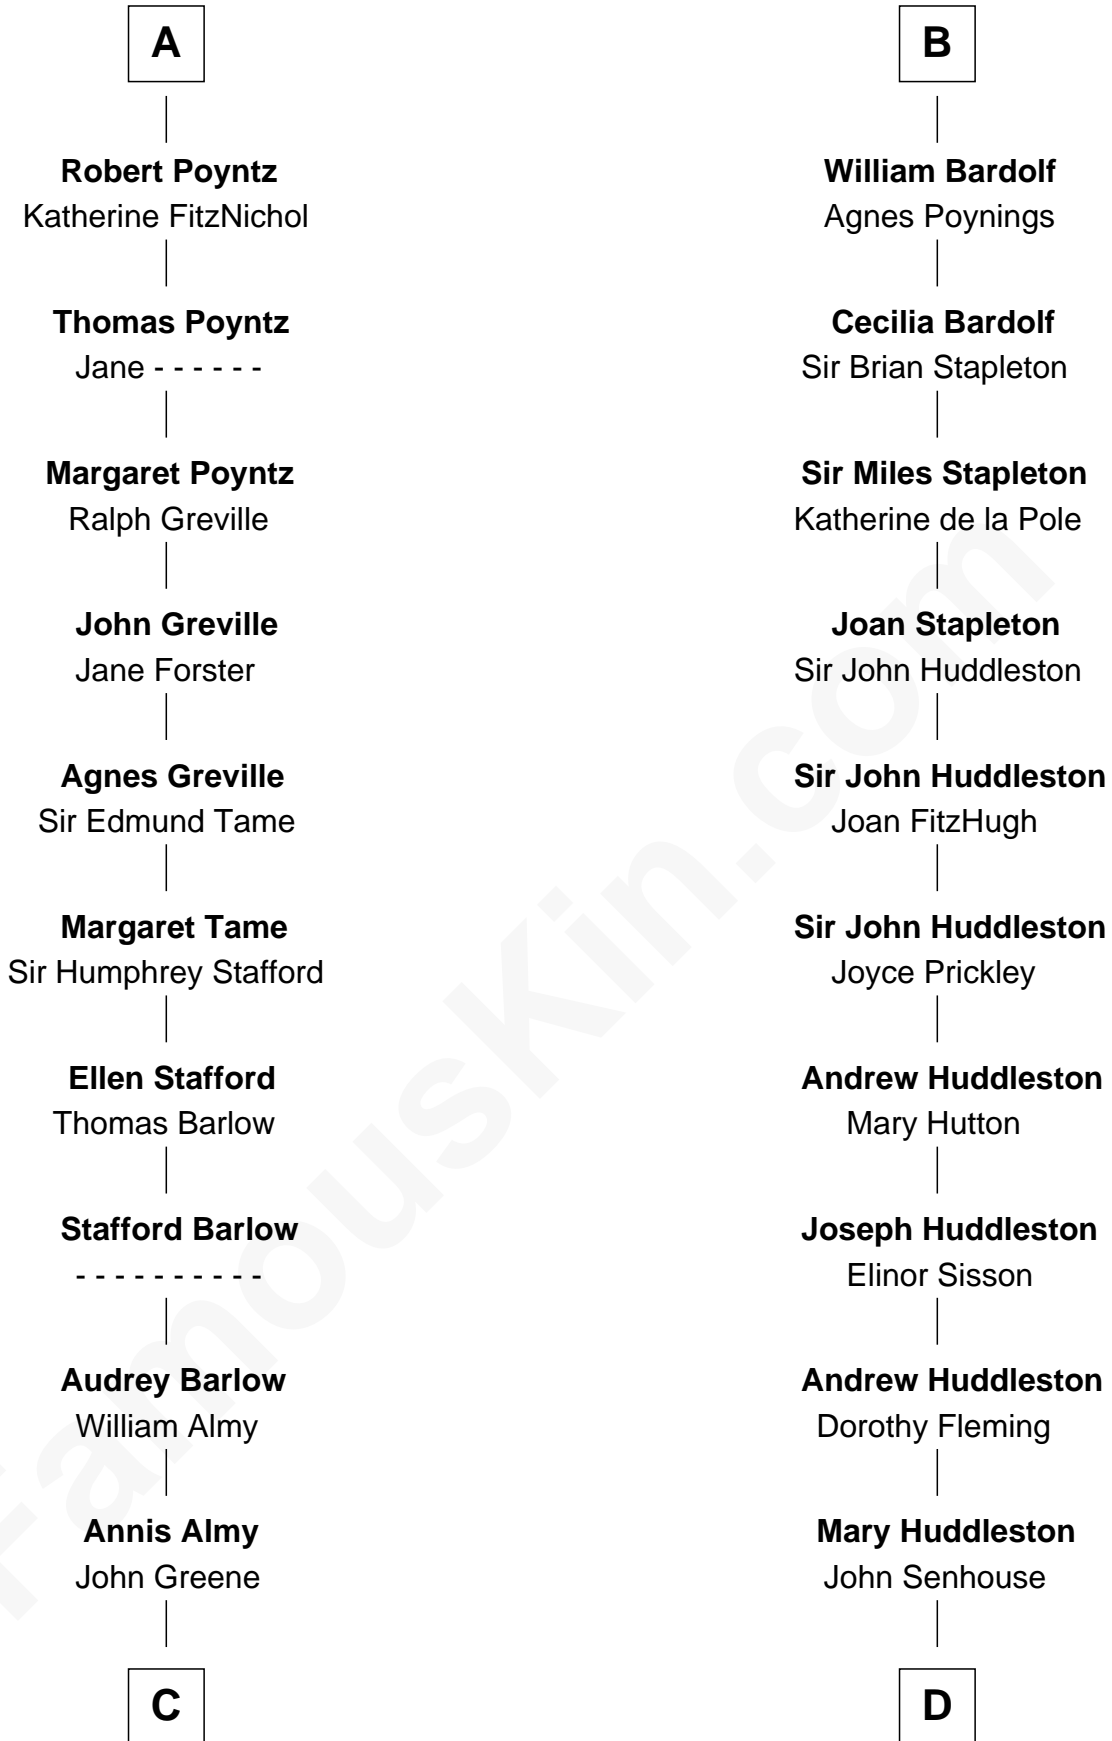 A
Robert Poyntz
Katherine FitzNichol
Thomas Poyntz
Jane - - - - - -
Margaret Poyntz
Ralph Greville
John Greville
Jane Forster
Agnes Greville
Sir Edmund Tame
Margaret Tame
Sir Humphrey Stafford
Ellen Stafford
Thomas Barlow
Stafford Barlow
- - - - - - - - - -
Audrey Barlow
William Almy
Annis Almy
John Greene
C
B
William Bardolf
Agnes Poynings
Cecilia Bardolf
Sir Brian Stapleton
Sir Miles Stapleton
Katherine de la Pole
Joan Stapleton
Sir John Huddleston
Sir John Huddleston
Joan FitzHugh
Sir John Huddleston
Joyce Prickley
Andrew Huddleston
Mary Hutton
Joseph Huddleston
Elinor Sisson
Andrew Huddleston
Dorothy Fleming
Mary Huddleston
John Senhouse
D
FamousKin.com